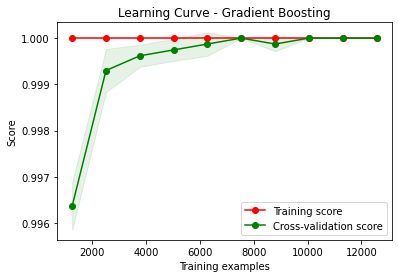 Learning Curve - Gradient Boosting
1.000
0.999
0.998
0.997
0.996
Score
2000 4000 6000 8000 10000 12000
Training examples
Training score
Cross-validation score